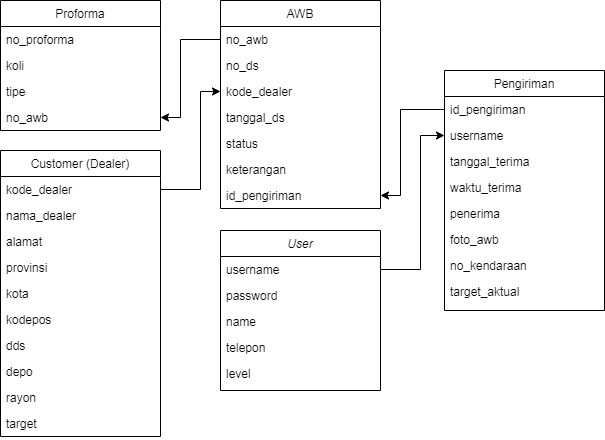 Proforma
no_proforma
koli
tipe
no_awb
AWB
no_awb
no_ds
kode_dealer
tanggal_ds
status
keterangan
id_pengiriman
Pengiriman
id_pengiriman
username
tanggal_terima
waktu_terima
penerima
foto_awb
no_kendaraan
target_aktual
Customer (Dealer)
kode_dealer
nama_dealer
alamat
provinsi
kota
kodepos
dds
depo
rayon
target
User
username
password
name
telepon
level